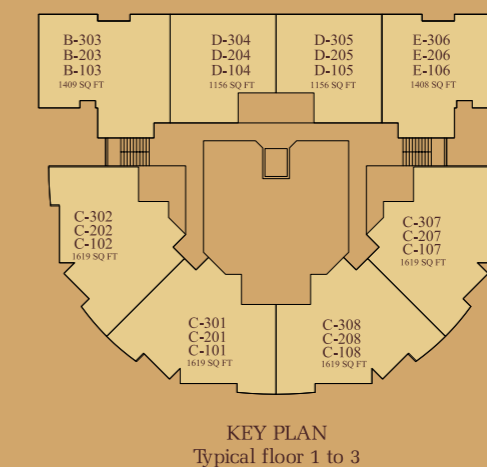 B-303
B-203
B-103
1409 SQ FT
D-304
D-204
D-104
1156 SQ FT
D-305
D-205
D-105
1156 SQ FT
E-306
E-206
E-106
1408 SQ FT
C-302
C-202
C-102
1619 SQ FT
C-307
C-207
C-107
1619 SQ FT
C-301
C-201
C-101
1619 SQ FT
C-308
C-208
C-108
1619 SQ FT
KEY PLAN
Typical floor 1 to 3